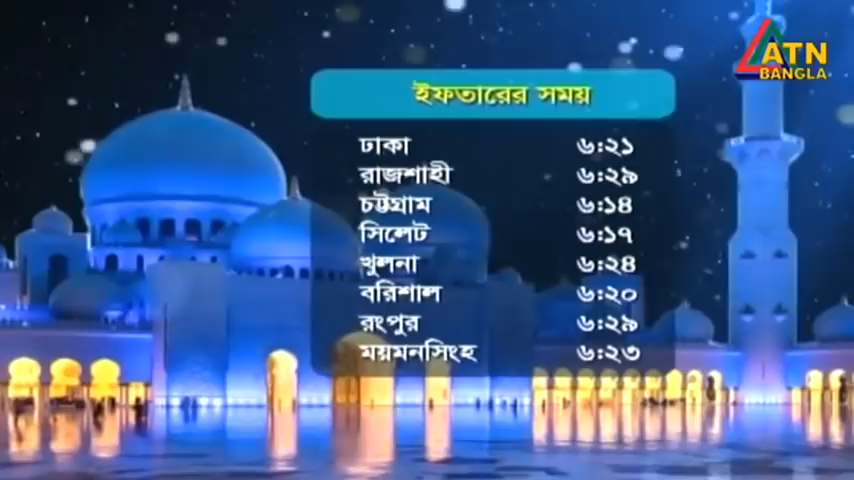 ATN
BANGLA
ইফতারের সময়
ঢাকা ৬:২১
রাজশাহী ৬:২৯
চট্টগ্রাম ৬:১৪
সিলেট ৬:১৭
খুলনা ৬:২৪
বরিশাল ৬:২০
রংপুর ৬:২৯
ময়মনসিংহ ৬:২৩